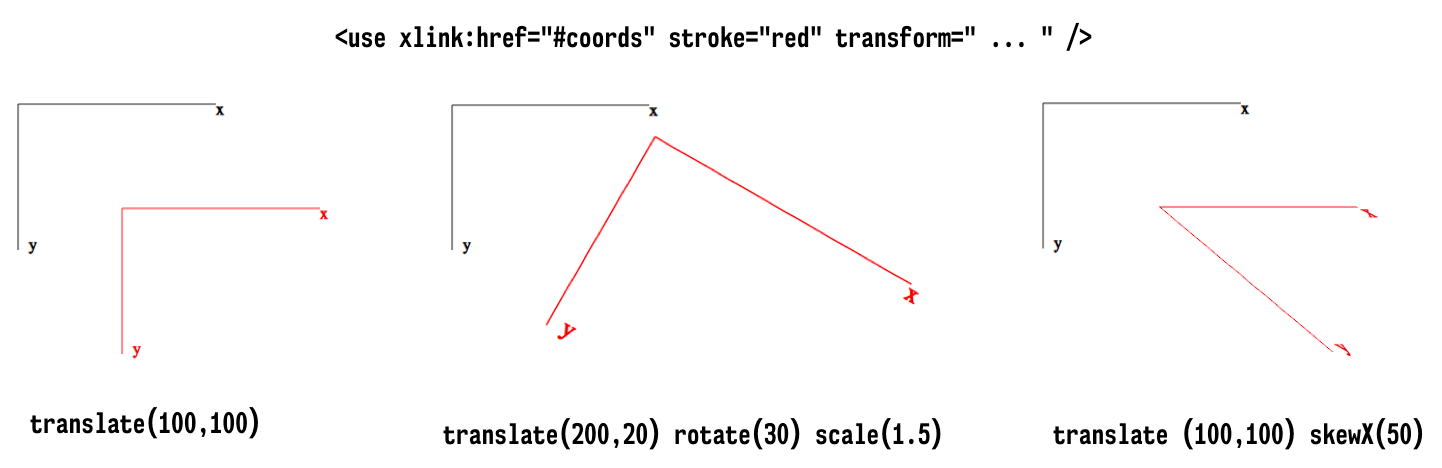 <use xlink:href="#coords" stroke="red" transform=" ... " />
x
y
x
y
translate(100,100)
x
y
x
y
translate(200,20) rotate(30) scale(1.5)
x
y
x
y
translate (100,100) skewX(50)